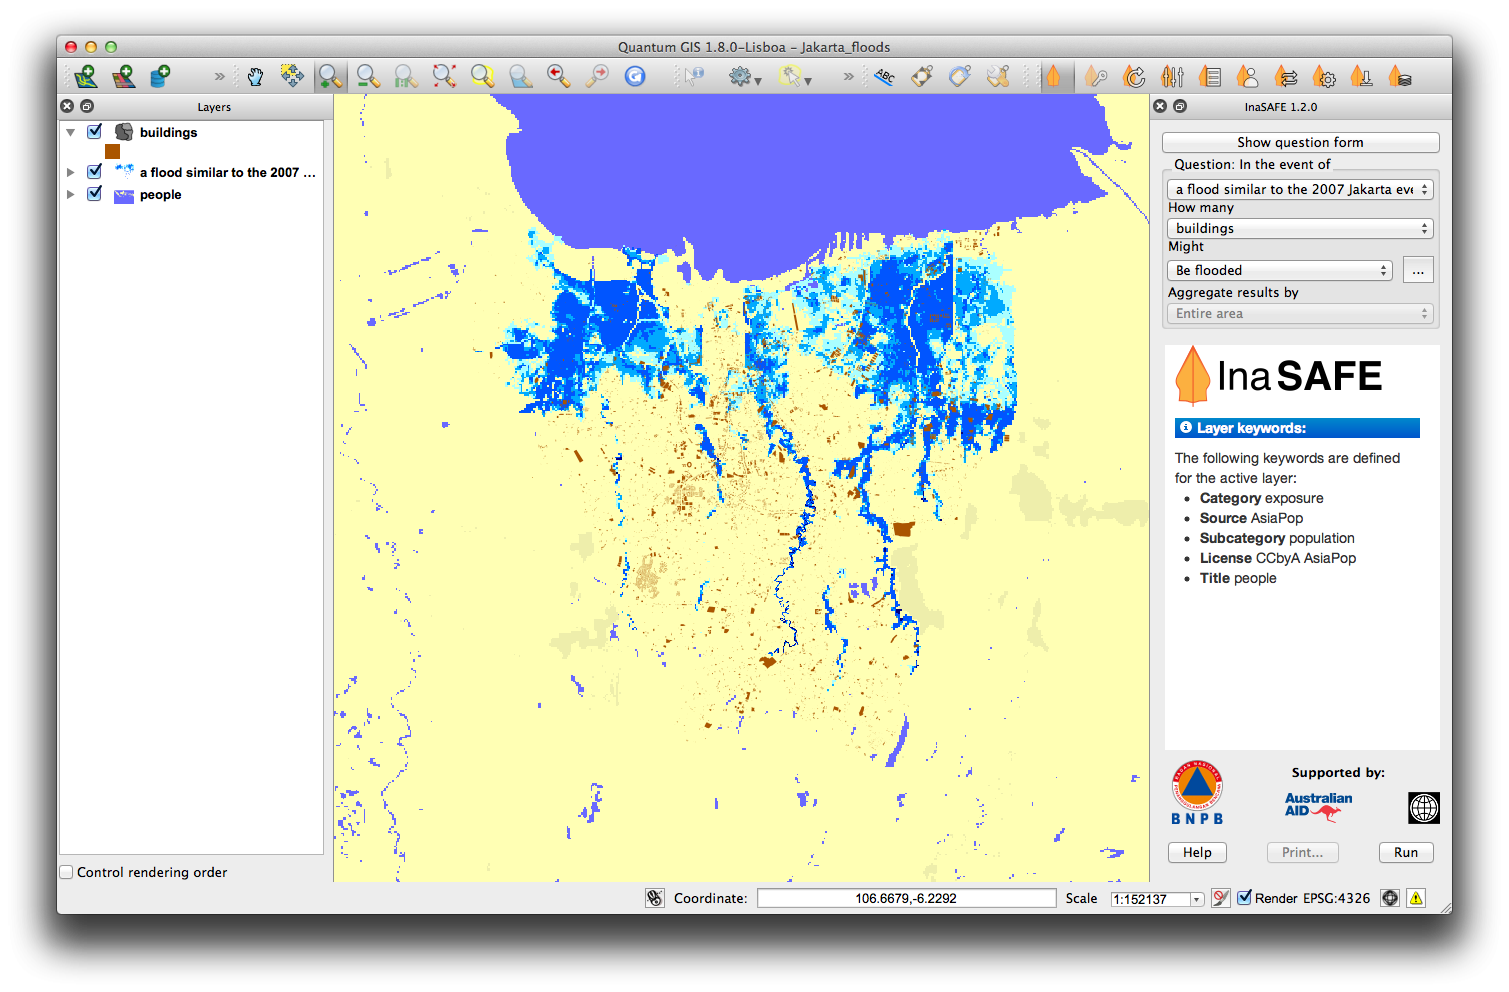 Quantum GIS 1.8.0-Lisboa - Jakarta_floods
»
»
ABC
Layers
buildings
a flood similar to the 2007 ...
people
Control rendering order
InaSAFE 1.2.0
Show question form
Question: In the event of
a flood similar to the 2007 Jakarta eve
How many
buildings
Might
Be flooded
...
Aggregate results by
Entire area
InaSAFE
Layer keywords:
The following keywords are defined
for the active layer:
• Category exposure
• Source AsiaPop
• Subcategory population
• License CCbyA AsiaPop
• Title people
Supported by:
BNPB
Australian
AID
Help
Print...
Run
Coordinate:
106.6679,-6.2292
Scale
1:152137
Render
EPSG:4326